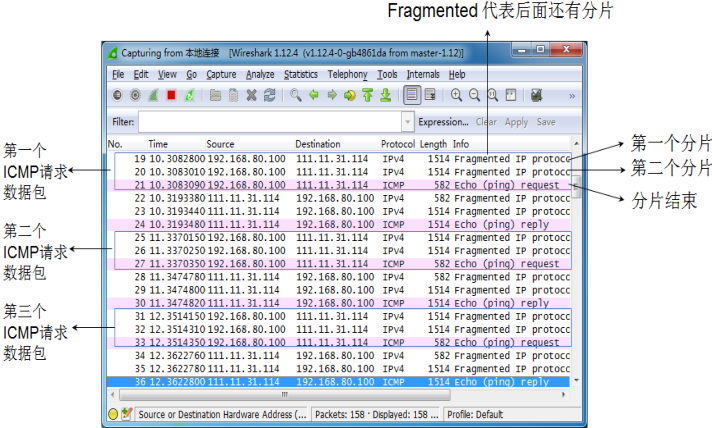 Fragmented 代表后面还有分片
Capturing from 本地连接 [Wireshark 1.12.4 (v1.12.4-0-gb4861da from master-1.12)]
File Edit View Go Capture Analyze Statistics Telephony Tools Internals Help
Filter: Expression... Clear Apply Save
No. Time Source Destination Protocol Length Info
19 10.3082800 192.168.80.100 111.11.31.114 IPv4 1514 Fragmented IP protocc
20 10.3083010 192.168.80.100 111.11.31.114 IPv4 1514 Fragmented IP protocc
21 10.3083090 192.168.80.100 111.11.31.114 ICMP 582 Echo (ping) request
22 10.3193380 111.11.31.114 192.168.80.100 IPv4 582 Fragmented IP protocc
23 10.3193440 111.11.31.114 192.168.80.100 IPv4 1514 Fragmented IP protocc
24 10.3193480 111.11.31.114 192.168.80.100 ICMP 1514 Echo (ping) reply
25 11.3370150 192.168.80.100 111.11.31.114 IPv4 1514 Fragmented IP protocc
26 11.3370250 192.168.80.100 111.11.31.114 IPv4 1514 Fragmented IP protocc
27 11.3370350 192.168.80.100 111.11.31.114 ICMP 582 Echo (ping) request
28 11.3474780 111.11.31.114 192.168.80.100 IPv4 582 Fragmented IP protocc
29 11.3474800 111.11.31.114 192.168.80.100 IPv4 1514 Fragmented IP protocc
30 11.3474820 111.11.31.114 192.168.80.100 ICMP 1514 Echo (ping) reply
31 12.3514150 192.168.80.100 111.11.31.114 IPv4 1514 Fragmented IP protocc
32 12.3514310 192.168.80.100 111.11.31.114 IPv4 1514 Fragmented IP protocc
33 12.3514350 192.168.80.100 111.11.31.114 ICMP 582 Echo (ping) request
34 12.3622760 111.11.31.114 192.168.80.100 IPv4 582 Fragmented IP protocc
35 12.3622780 111.11.31.114 192.168.80.100 IPv4 1514 Fragmented IP protocc
36 12.3622800 111.11.31.114 192.168.80.100 ICMP 1514 Echo (ping) reply
Source or Destination Hardware Address (... Packets: 158 · Displayed: 158 ... Profile: Default
第一个
ICMP请求
数据包
第二个
ICMP请求
数据包
第三个
ICMP请求
数据包
第一个分片
第二个分片
分片结束